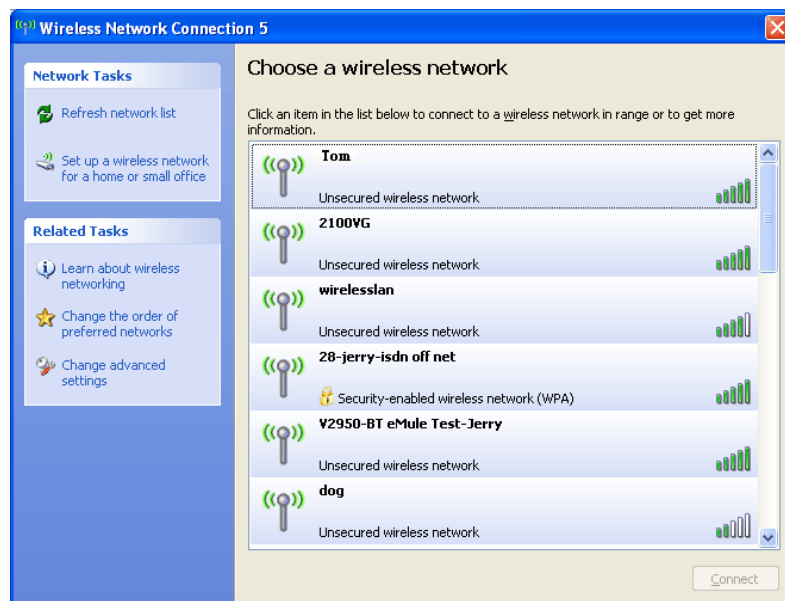 Wireless Network Connection 5
Network Tasks
Refresh network list
Set up a wireless network
for a home or small office
Related Tasks
Learn about wireless
networking
Change the order of
preferred networks
Change advanced
settings
Choose a wireless network
Click an item in the list below to connect to a wireless network in range or to get more
information.
Tom
Unsecured wireless network
2100VG
Unsecured wireless network
wirelesslan
Unsecured wireless network
28-jerry-isdn off net
Security-enabled wireless network (WPA)
V2950-BT eMule Test-Jerry
Unsecured wireless network
dog
Unsecured wireless network
Connect